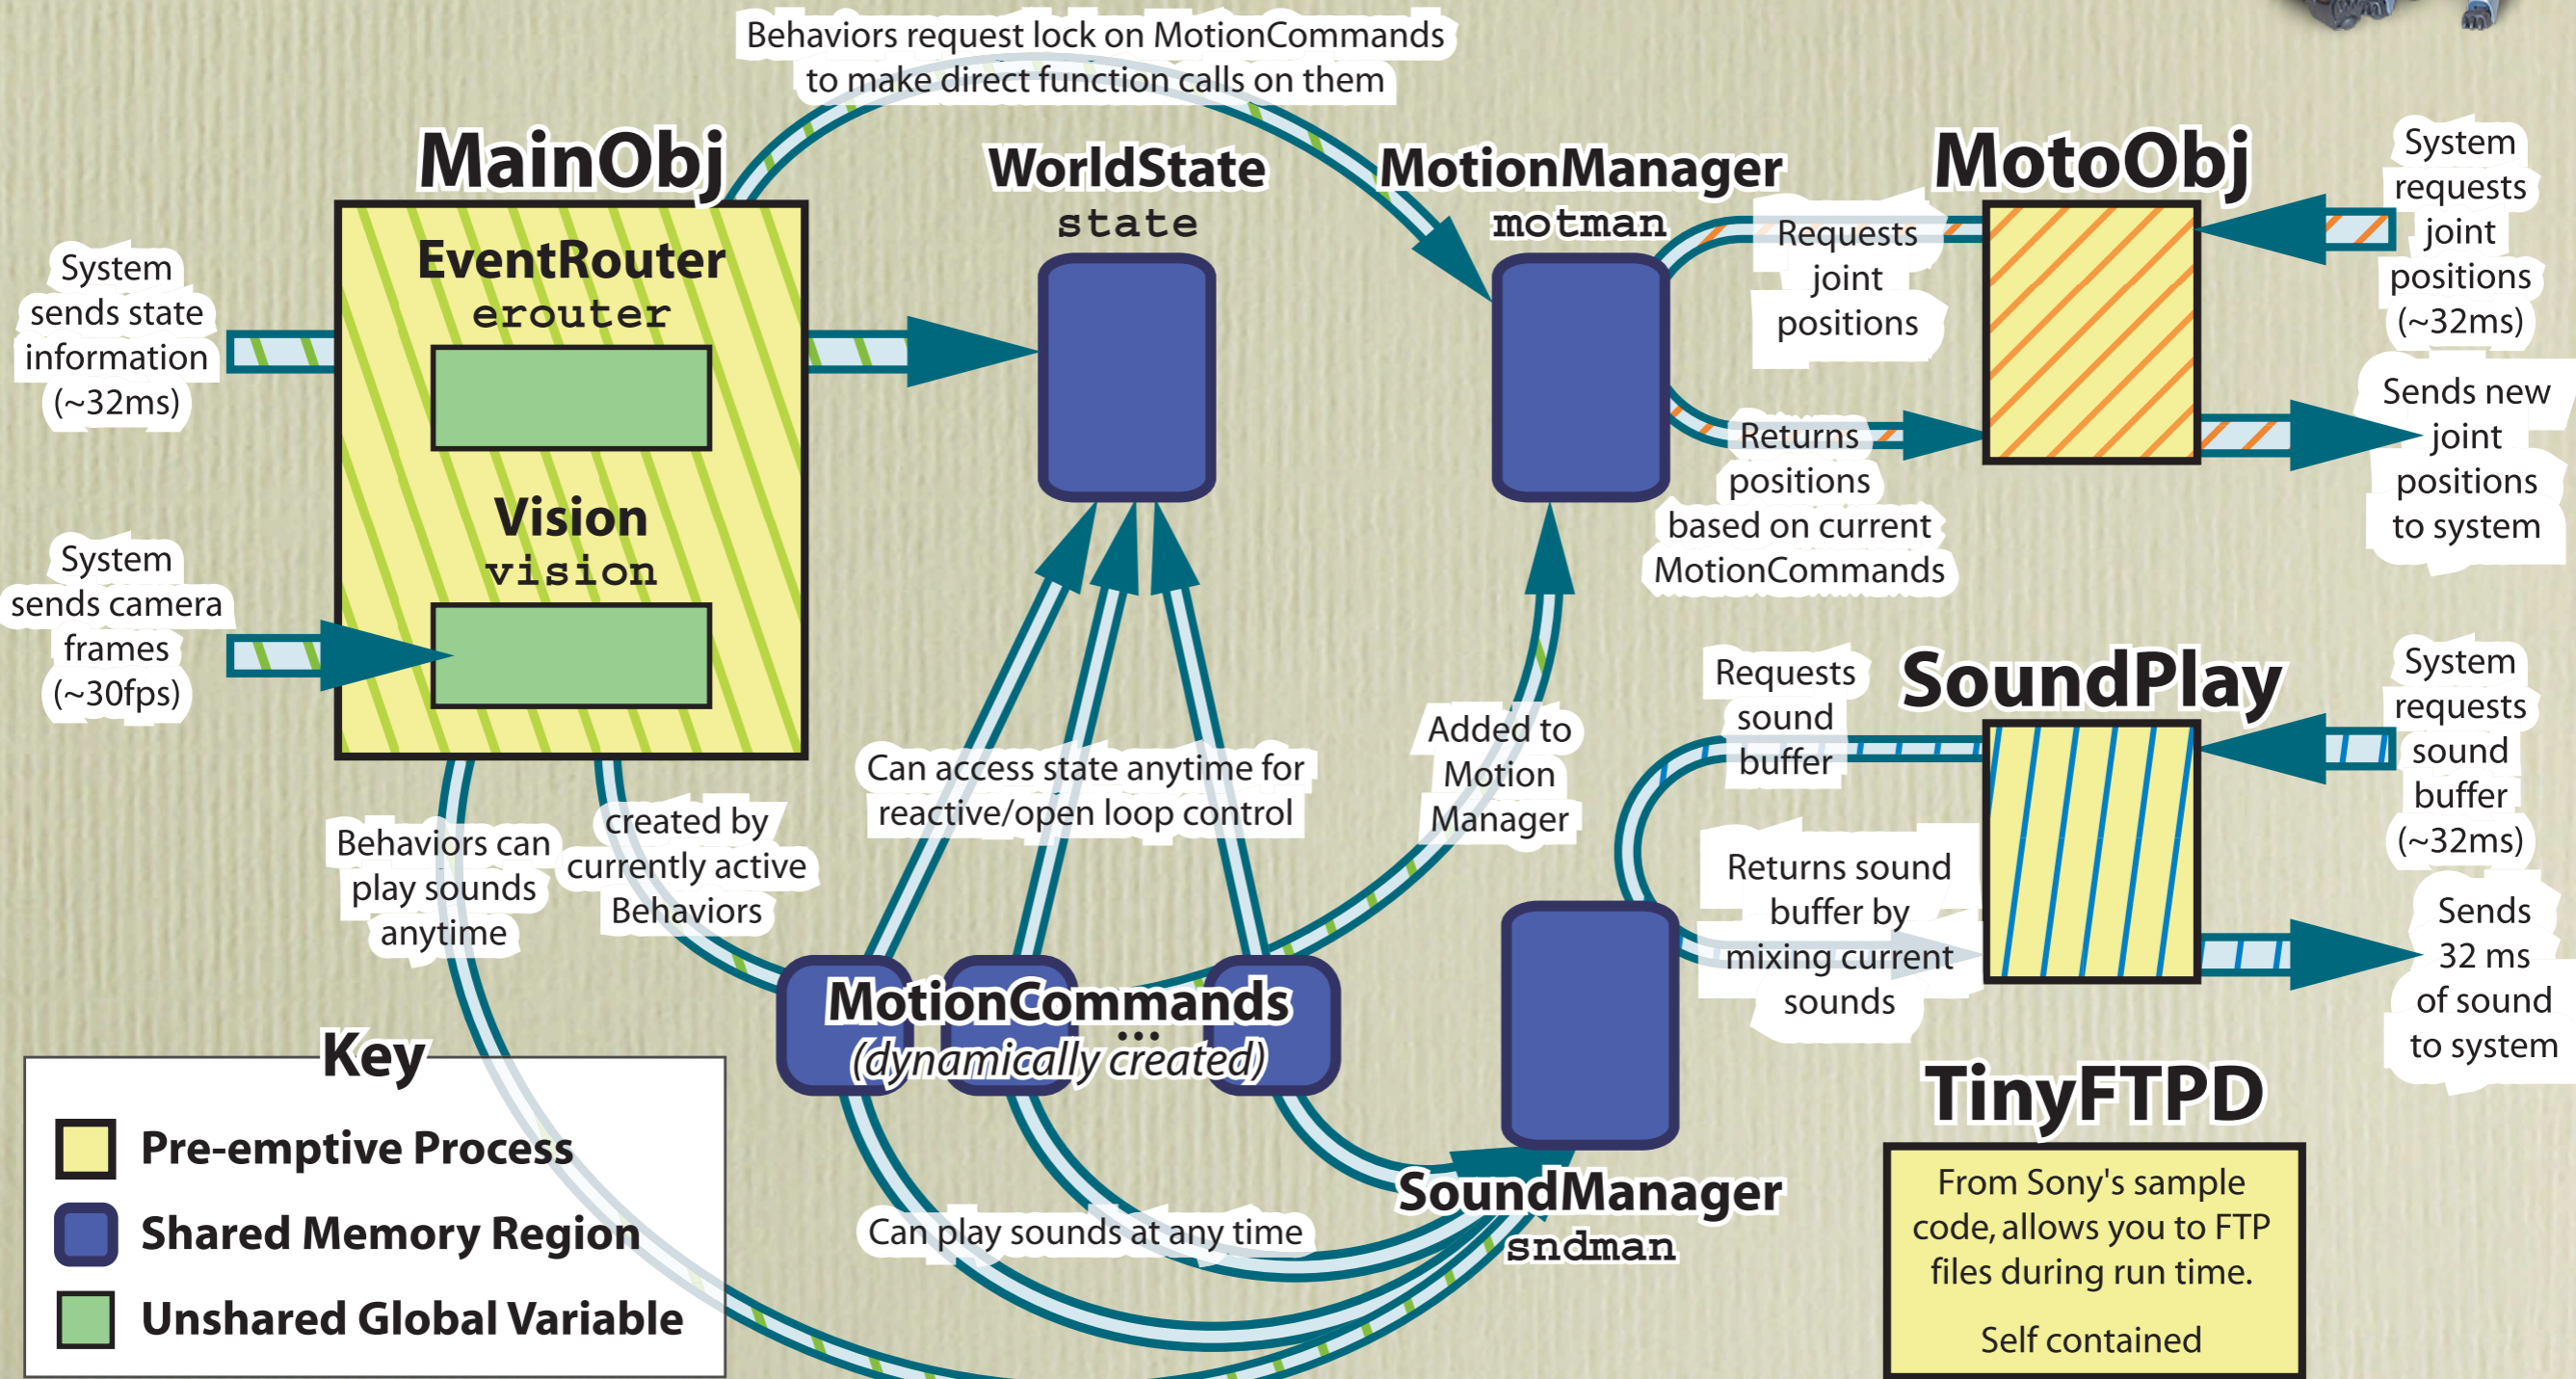 Behaviors request lock on MotionCommands
to make direct function calls on them
MainObj
EventRouter
erouter
Vision
vision
System
sends state
information
(~32ms)
System
sends camera
frames
(~30fps)
WorldState
state
MotionManager
motman
Requests
joint
positions
Returns
positions
based on current
MotionCommands
MotoObj
System
requests
joint
positions
(~32ms)
Sends new
joint
positions
to system
Behaviors can
play sounds
anytime
created by
currently active
Behaviors
Can access state anytime for
reactive/open loop control
Added to
Motion
Manager
Requests
sound
buffer
Returns sound
buffer by
mixing current
sounds
SoundPlay
System
requests
sound
buffer
(~32ms)
Sends
32 ms
of sound
to system
MotionCommands
...
(dynamically created)
Can play sounds at any time
SoundManager
sndman
TinyFTPD
From Sony's sample
code, allows you to FTP
files during run time.
Self contained
Key
Pre-emptive Process
Shared Memory Region
Unshared Global Variable